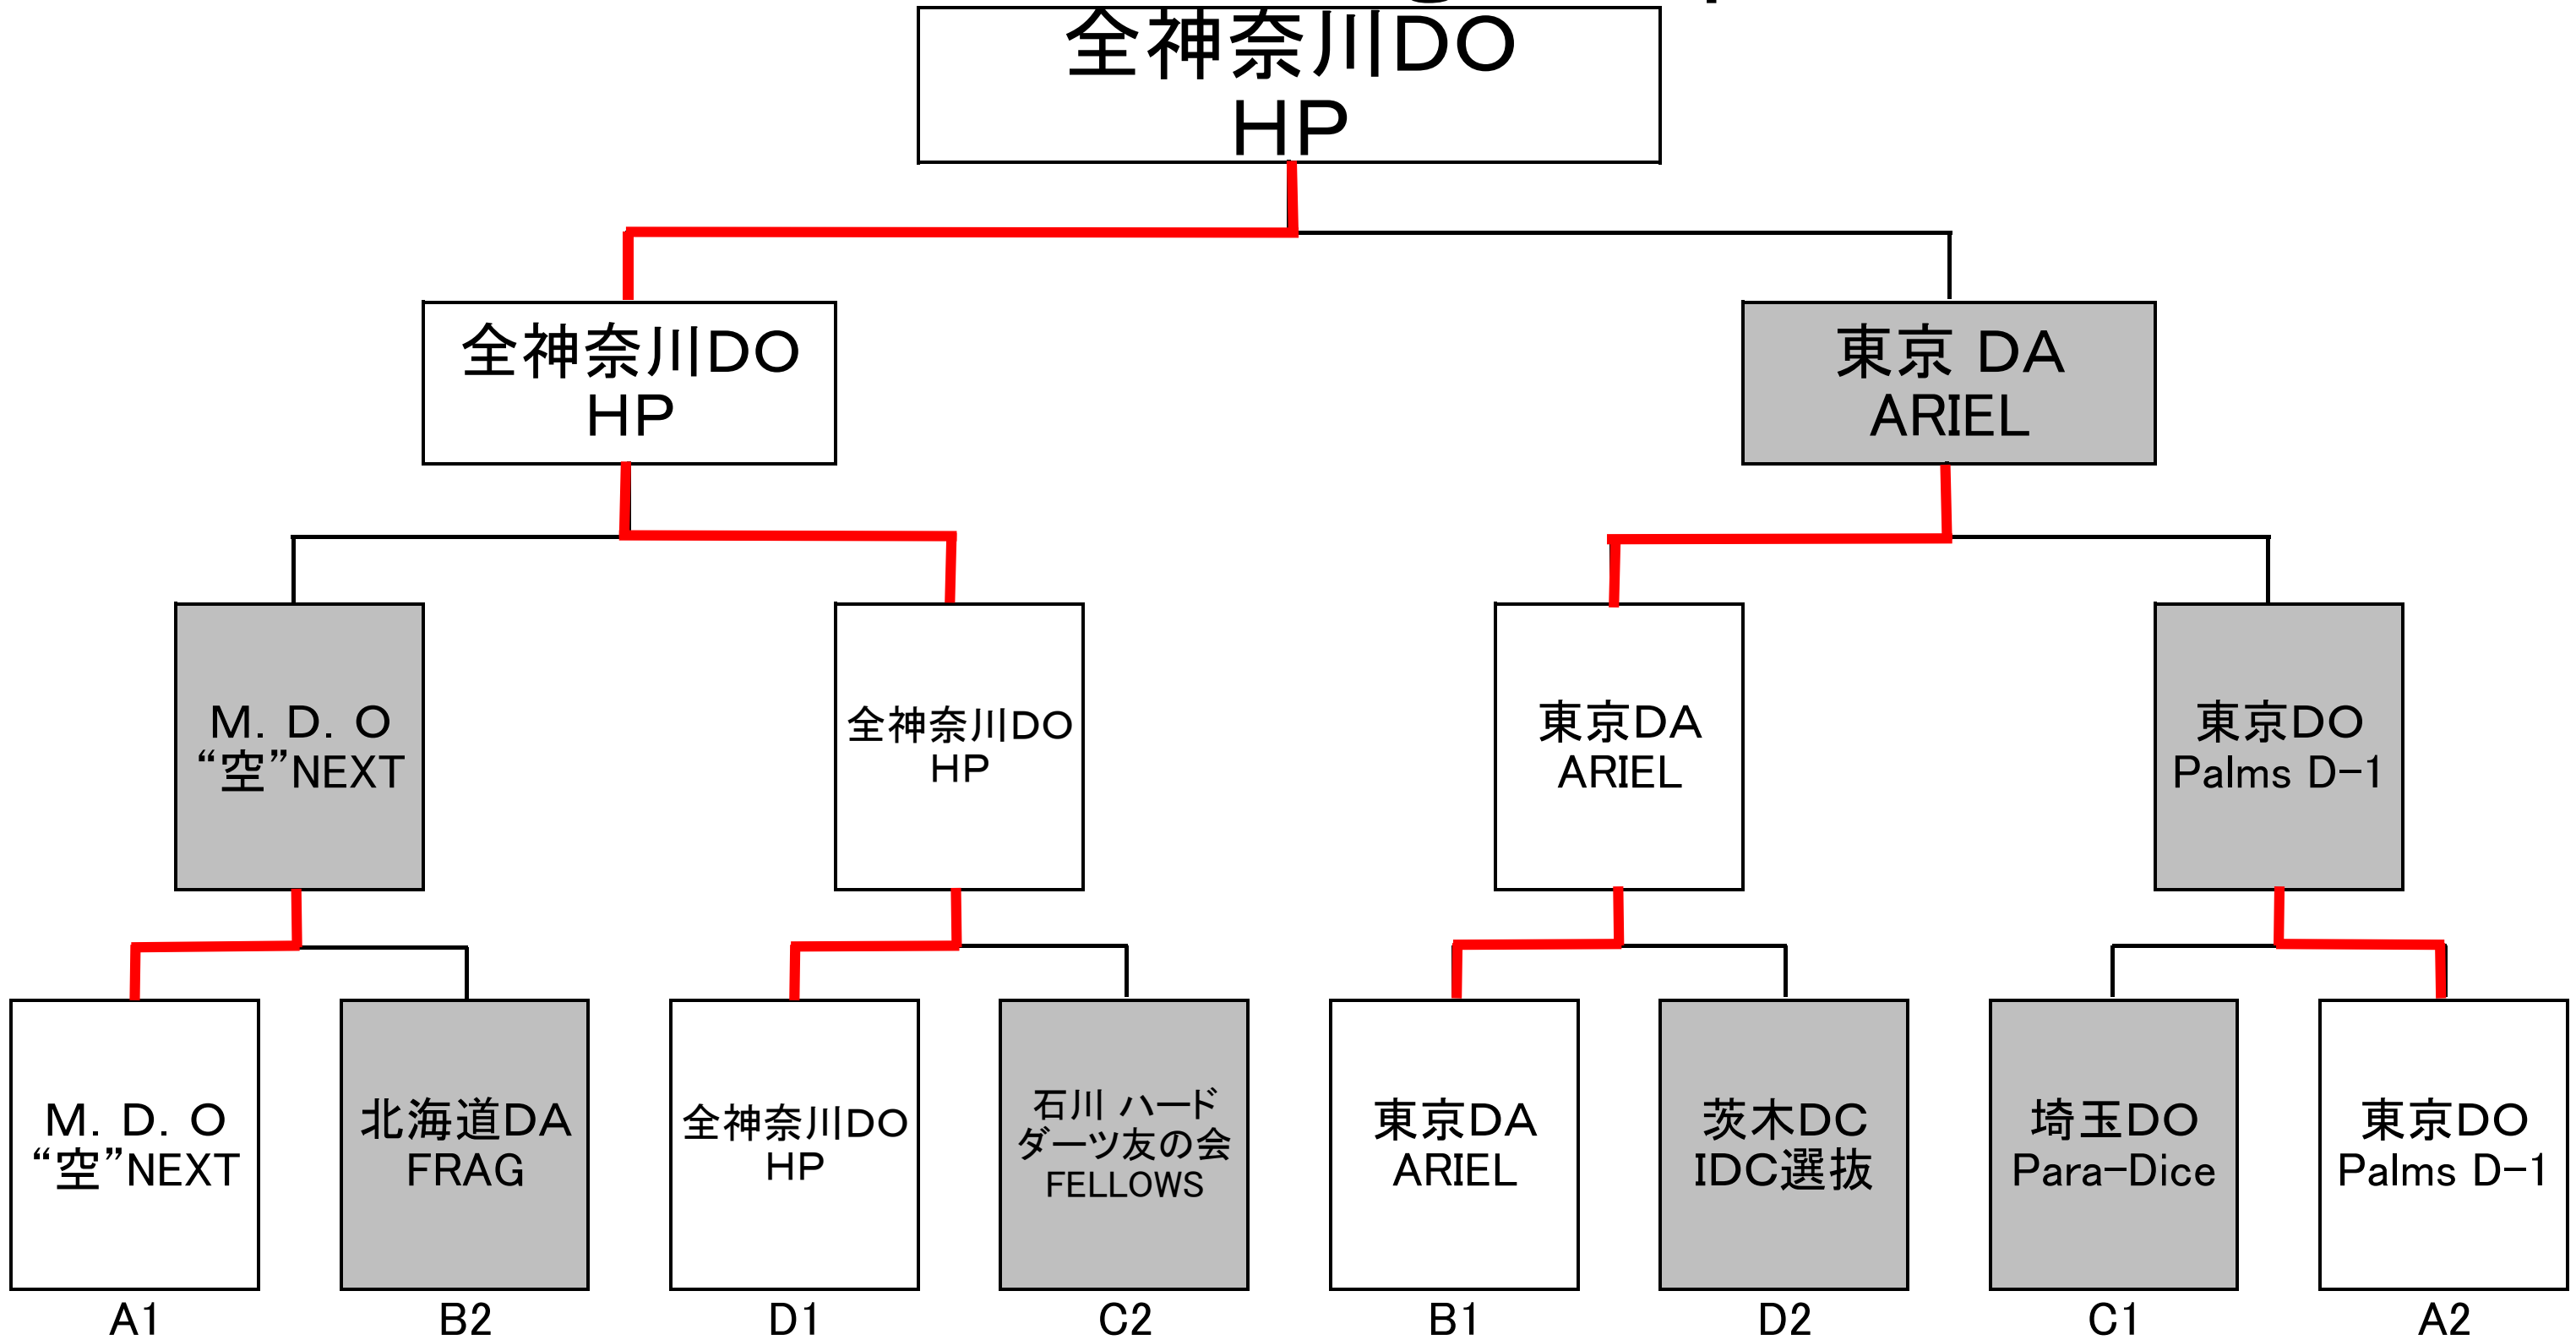 全神奈川DO
HP
全神奈川DO
HP
東京 DA
ARIEL
M. D. O
“空”NEXT
全神奈川DO
HP
東京DA
ARIEL
東京DO
Palms D-1
M. D. O
“空”NEXT
北海道DA
FRAG
全神奈川DO
HP
石川 ハード
ダーツ友の会
FELLOWS
東京DA
ARIEL
茨木DC
IDC選抜
埼玉DO
Para-Dice
東京DO
Palms D-1
A1
B2
D1
C2
B1
D2
C1
A2